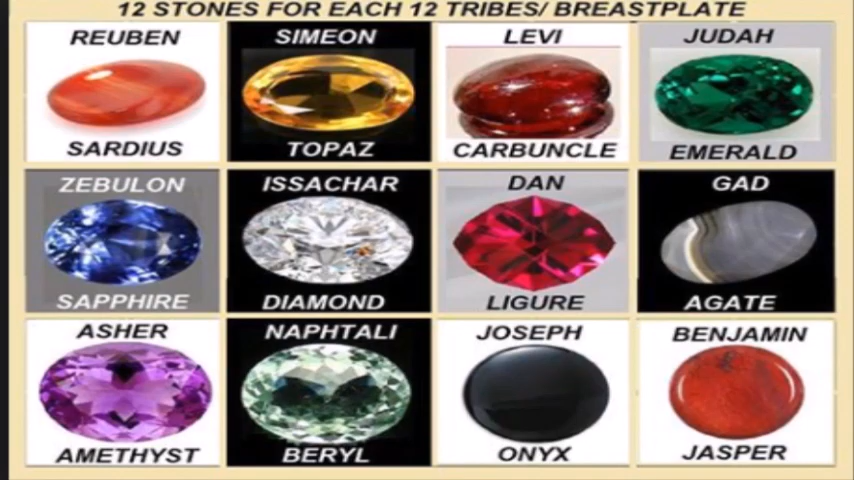 12 STONES FOR EACH 12 TRIBES/ BREASTPLATE
REUBEN
SARDIUS
SIMEON
TOPAZ
LEVI
CARBUNCLE
JUDAH
EMERALD
ZEBULON
SAPPHIRE
ISSACHAR
DIAMOND
DAN
LIGURE
GAD
AGATE
ASHER
AMETHYST
NAPHTALI
BERYL
JOSEPH
ONYX
BENJAMIN
JASPER